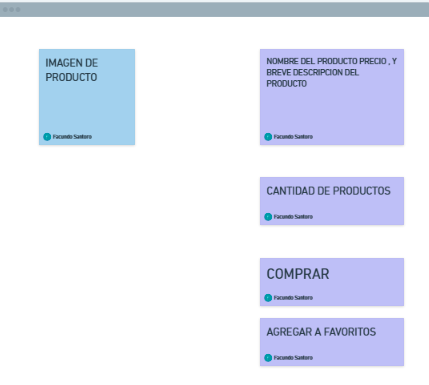 IMAGEN DE
PRODUCTO
Facundo Santoro
NOMBRE DEL PRODUCTO PRECIO , Y
BREVE DESCRIPCION DEL
PRODUCTO
Facundo Santoro
CANTIDAD DE PRODUCTOS
Facundo Santoro
COMPRAR
Facundo Santoro
AGREGAR A FAVORITOS
Facundo Santoro